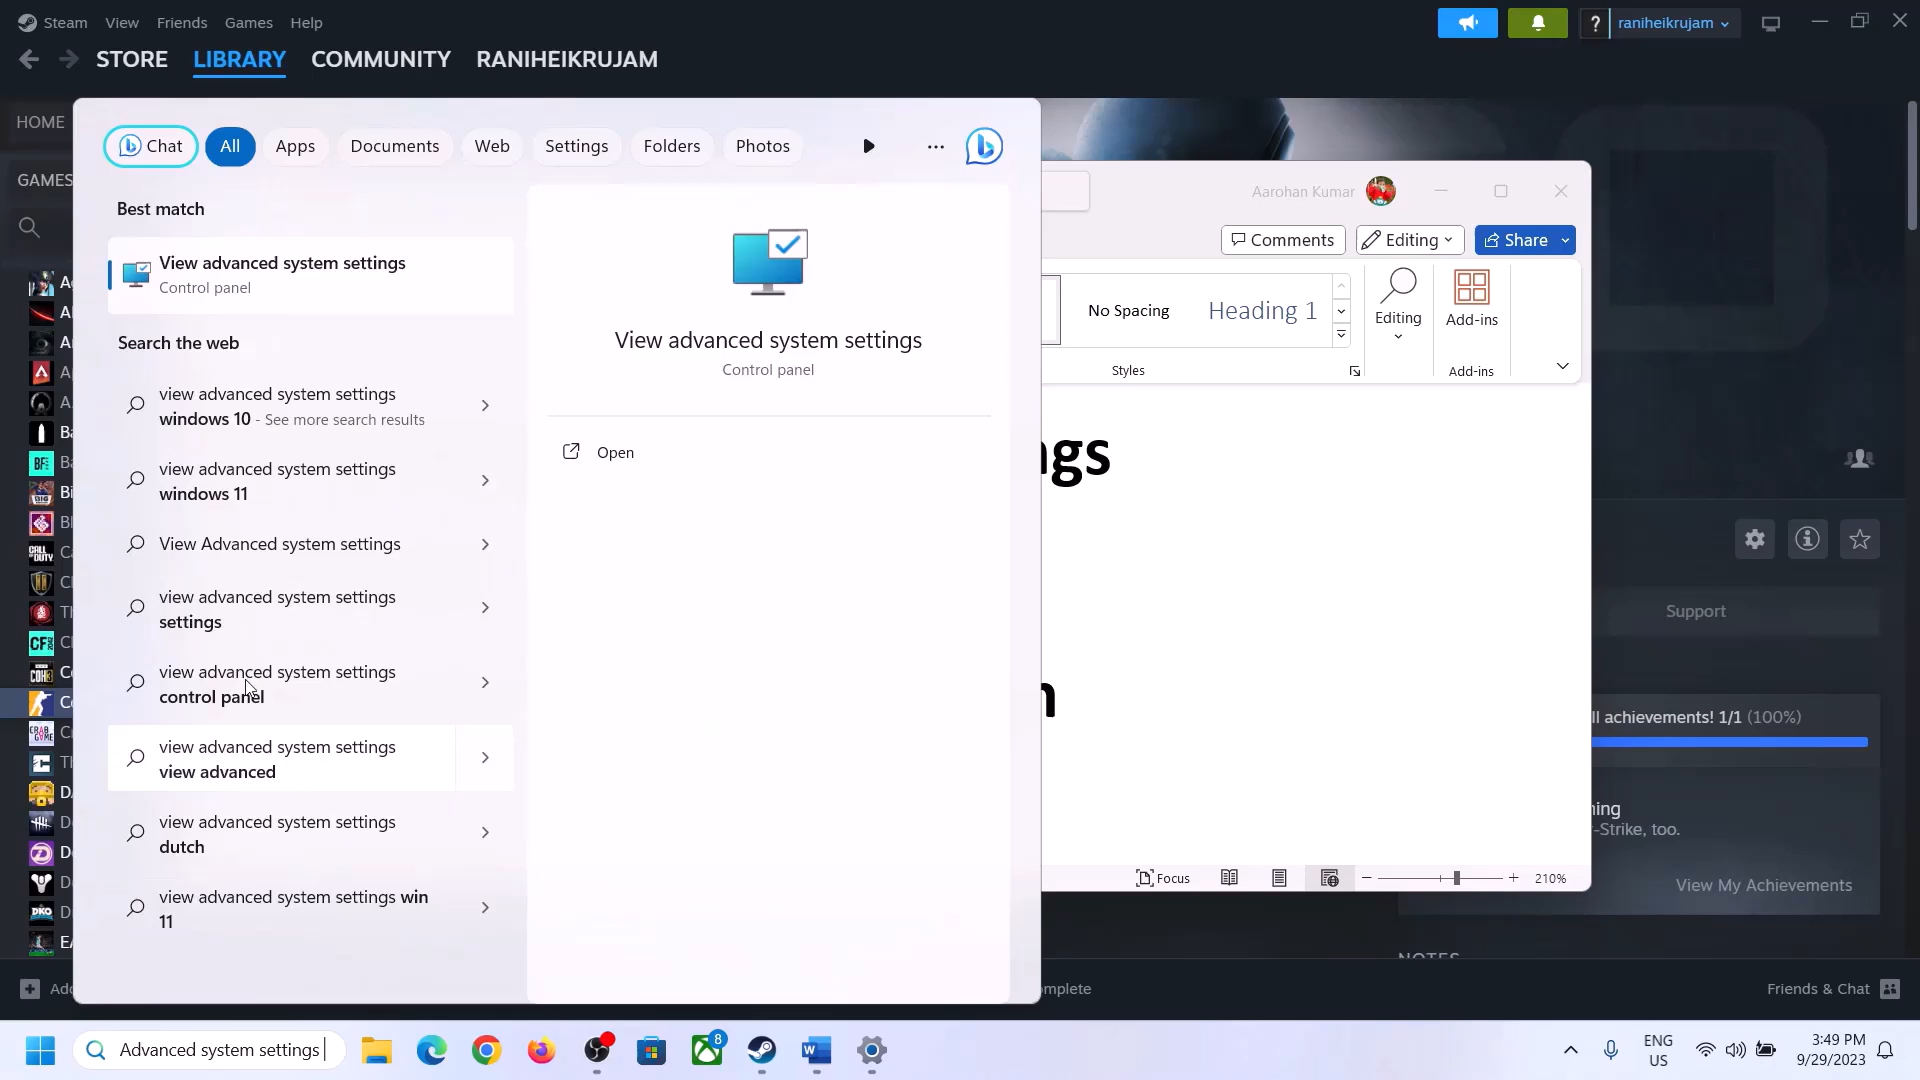 Steam View Friends Games Help
raniheikrujam
STORE LIBRARY COMMUNITY RANIHEIKRUJAM
HOME
GAMES
Chat All Apps Documents Web Settings Folders Photos
Best match
View advanced system settings
Control panel
Search the web
view advanced system settings
windows 10 - See more search results
view advanced system settings
windows 11
View Advanced system settings
view advanced system settings
settings
view advanced system settings
control panel
view advanced system settings
view advanced
view advanced system settings
dutch
view advanced system settings win
11
View advanced system settings
Control panel
Open
Aarohan Kumar
Comments Editing Share
No Spacing Heading 1
Editing
Add-ins
Styles
Add-ins
ngs
n
Focus
210%
Support
ll achievements! 1/1 (100%)
-Strike, too.
View My Achievements
NOTES
Friends & Chat
Advanced system settings
8
ENG
US
3:49 PM
9/29/2023